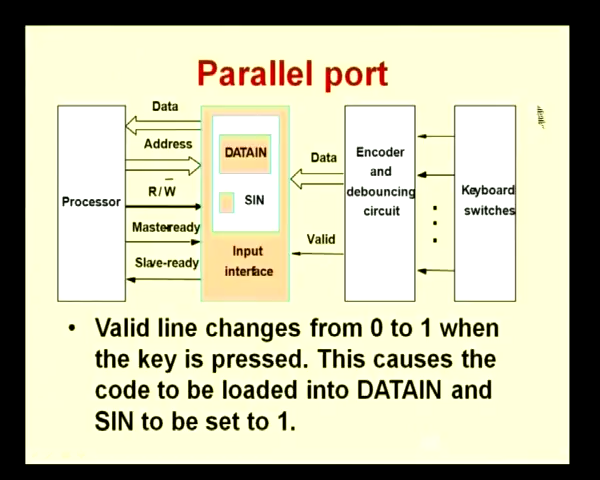 Parallel port
Data
Address
R/W̅
Master-ready
Slave-ready
Processor
DATAIN
SIN
Input
interface
Data
Valid
Encoder
and
debouncing
circuit
Keyboard
switches
• Valid line changes from 0 to 1 when
the key is pressed. This causes the
code to be loaded into DATAIN and
SIN to be set to 1.